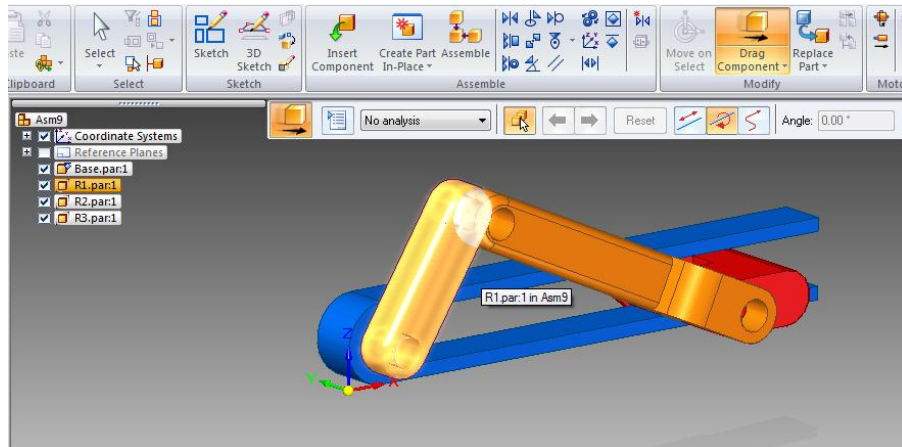 Select
Sketch
3D
Sketch
Insert
Component
Create Part
In-Place
Assemble
Move on
Select
Drag
Component
Replace
Part
Clipboard
Select
Sketch
Assemble
Modify
Asm9
Coordinate Systems
Reference Planes
Base.par:1
R1.par:1
R2.par:1
R3.par:1
No analysis
Reset
Angle: 0.00 °
R1.par:1 in Asm9
Z
Y
X